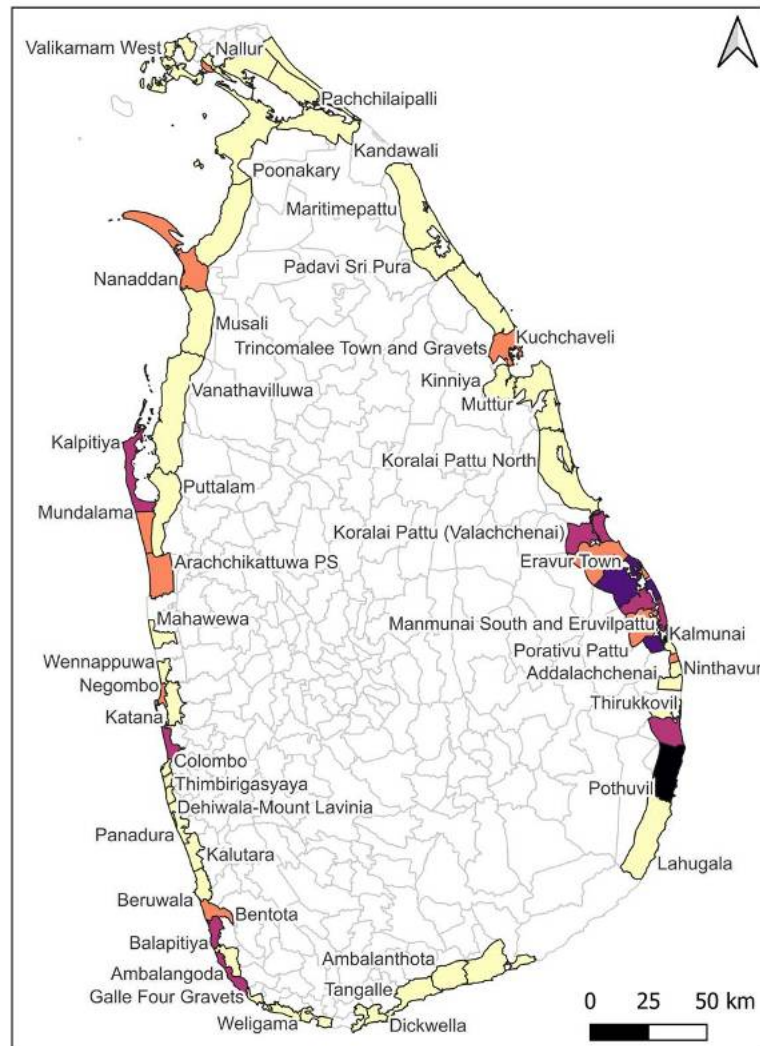 Valikamam West
Nallur
Pachchilaipalli
Kandawali
Poonakary
Maritimepattu
Nanaddan
Padavi Sri Pura
Musali
Kuchchaveli
Trincomalee Town and Gravets
Kinniya
Vanathavilluwa
Muttur
Kalpitiya
Koralai Pattu North
Puttalam
Mundalama
Koralai Pattu (Valachchenai)
Arachchikattuwa PS
Eravur Town
Mahawewa
Manmunai South and Eruvilpattu
Kalmunai
Porativu Pattu
Wennappuwa
Addalachchenai
Ninthavur
Negombo
Katana
Thirukkovil
Colombo
Thimbirigasyaya
Pothuvil
Dehiwala-Mount Lavinia
Panadura
Kalutara
Lahugala
Beruwala
Bentota
Balapitiya
Ambalanthota
Ambalangoda
Tangalle
Galle Four Gravets
Weligama
Dickwella
0 25 50 km